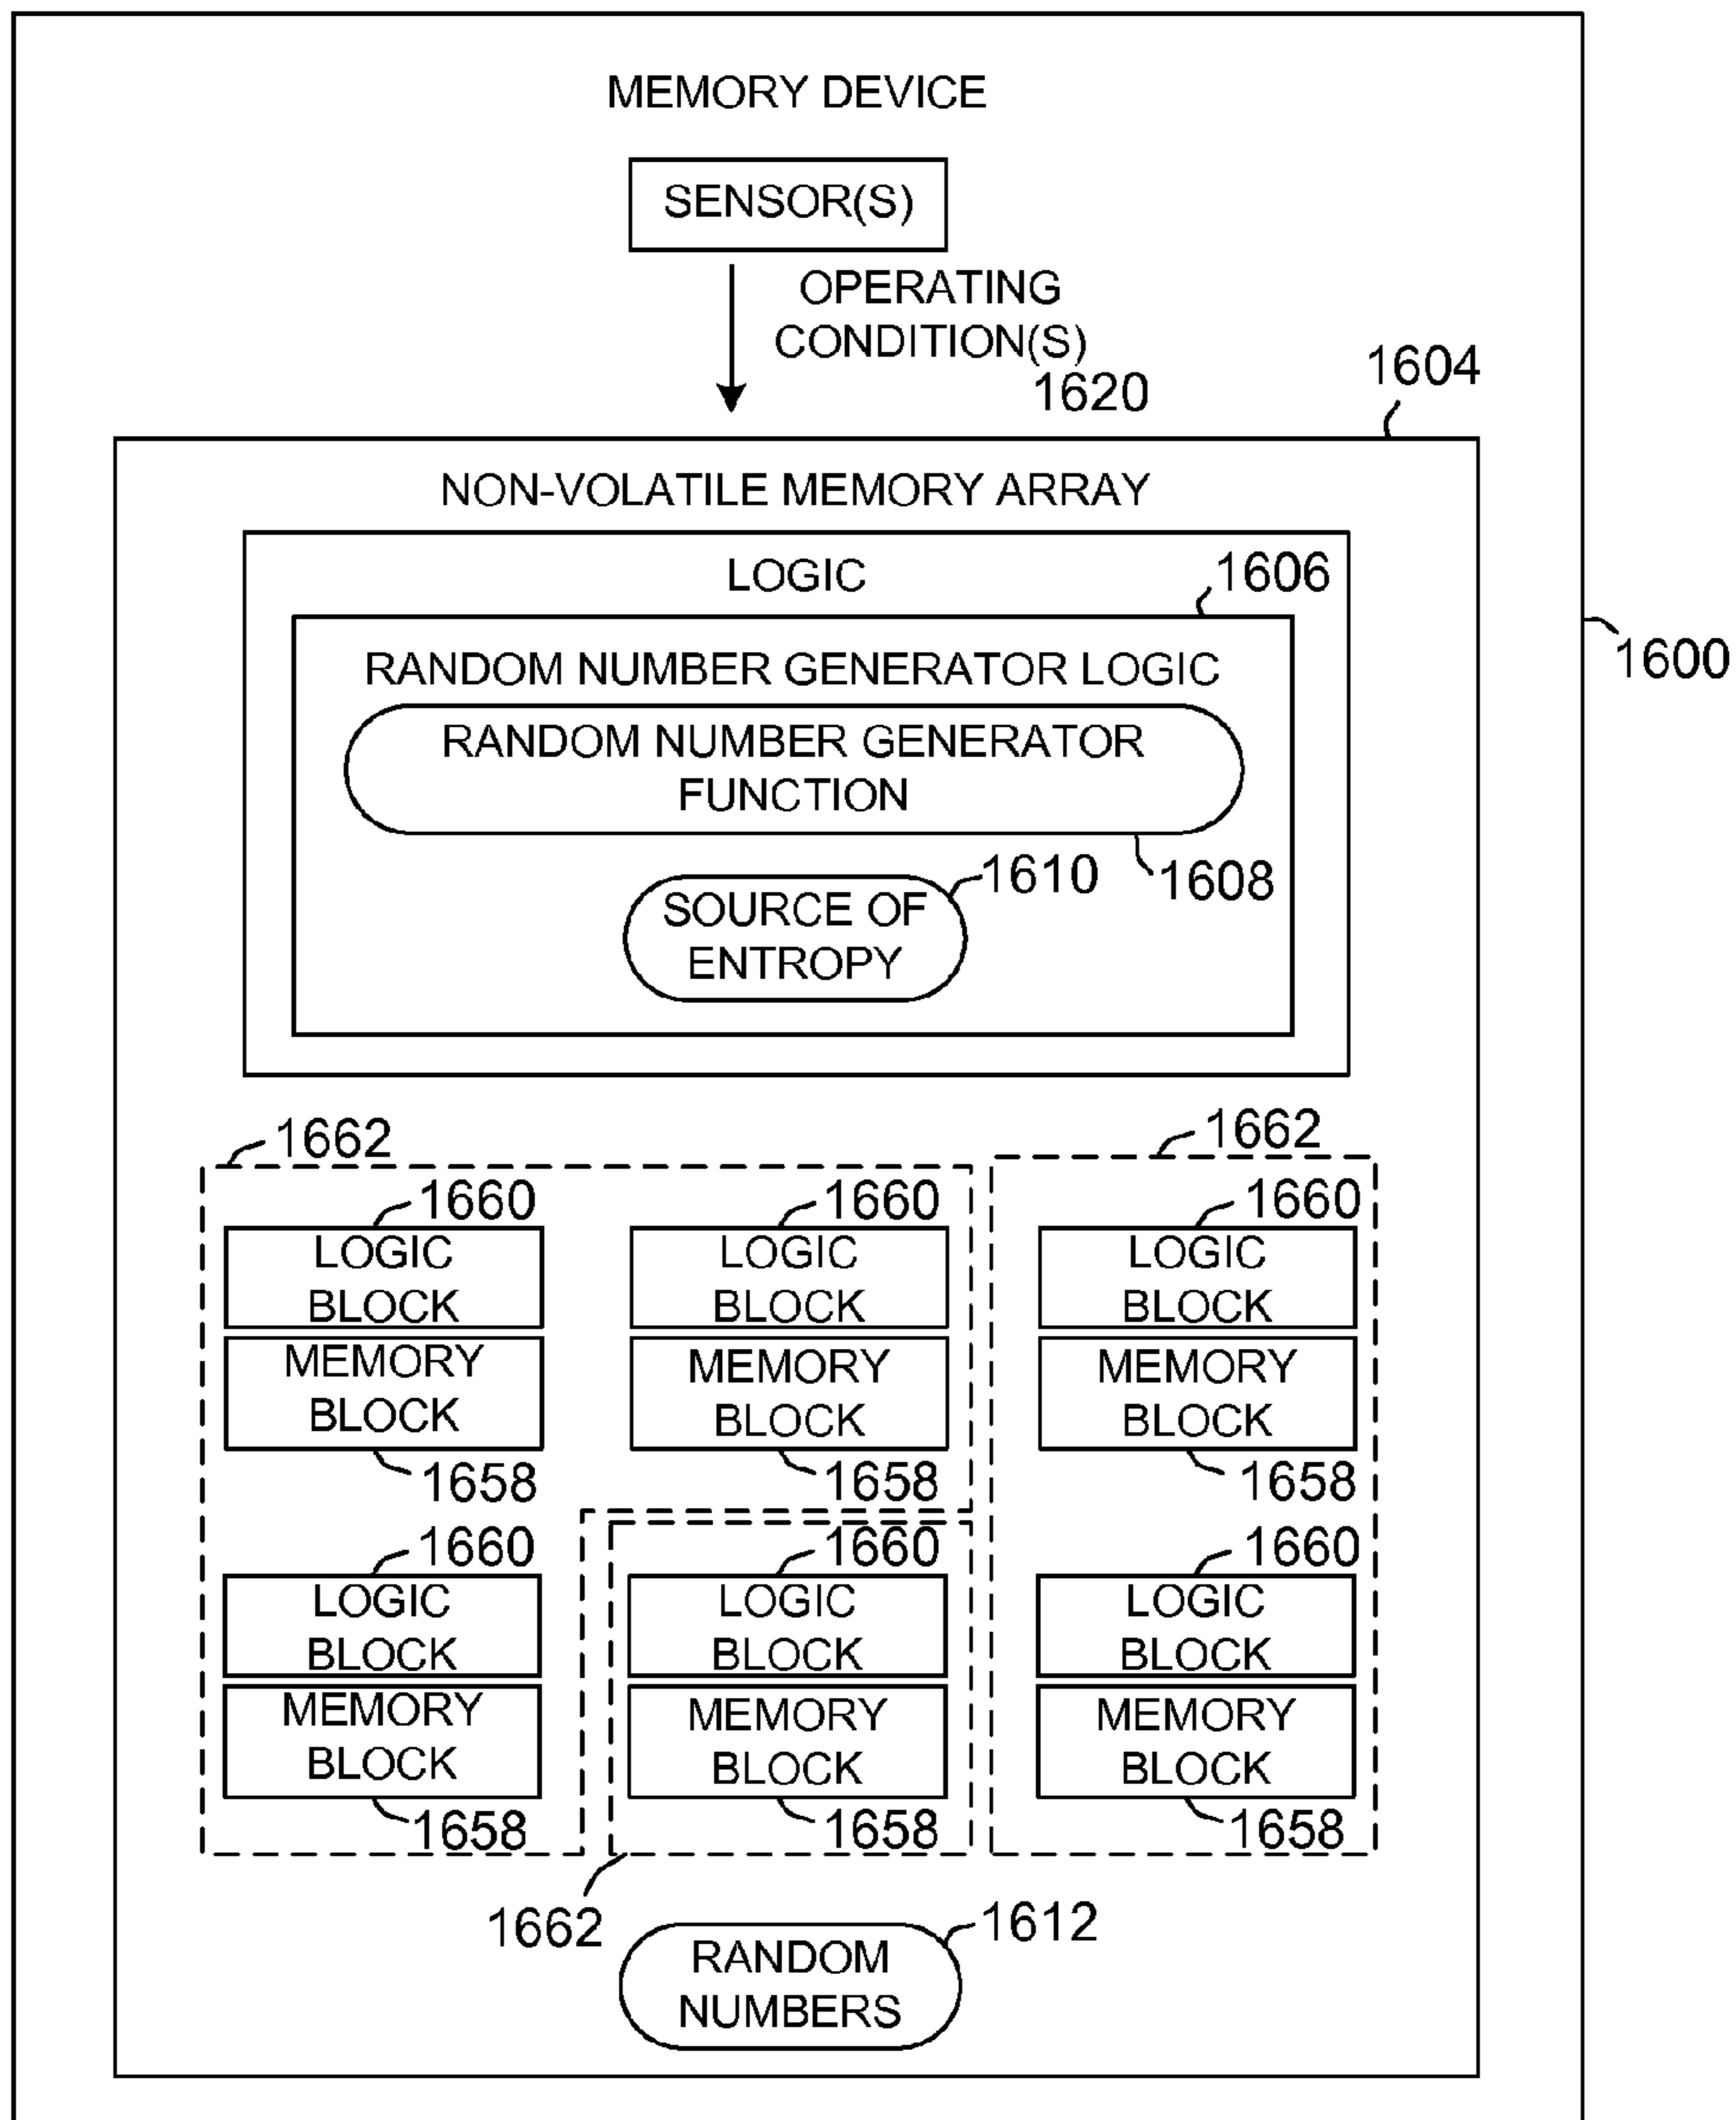 MEMORY DEVICE
SENSOR(S)
OPERATING
CONDITION(S)
1620
1604
NON-VOLATILE MEMORY ARRAY
LOGIC
1606
1600
RANDOM NUMBER GENERATOR LOGIC
RANDOM NUMBER GENERATOR
FUNCTION
1608
1610
SOURCE OF
ENTROPY
1662
1662
1660
LOGIC
BLOCK
MEMORY
BLOCK
1658
1660
LOGIC
BLOCK
MEMORY
BLOCK
1658
1660
LOGIC
BLOCK
MEMORY
BLOCK
1658
1660
LOGIC
BLOCK
MEMORY
BLOCK
1658
1660
LOGIC
BLOCK
MEMORY
BLOCK
1658
1660
LOGIC
BLOCK
MEMORY
BLOCK
1658
1662
1612
RANDOM
NUMBERS